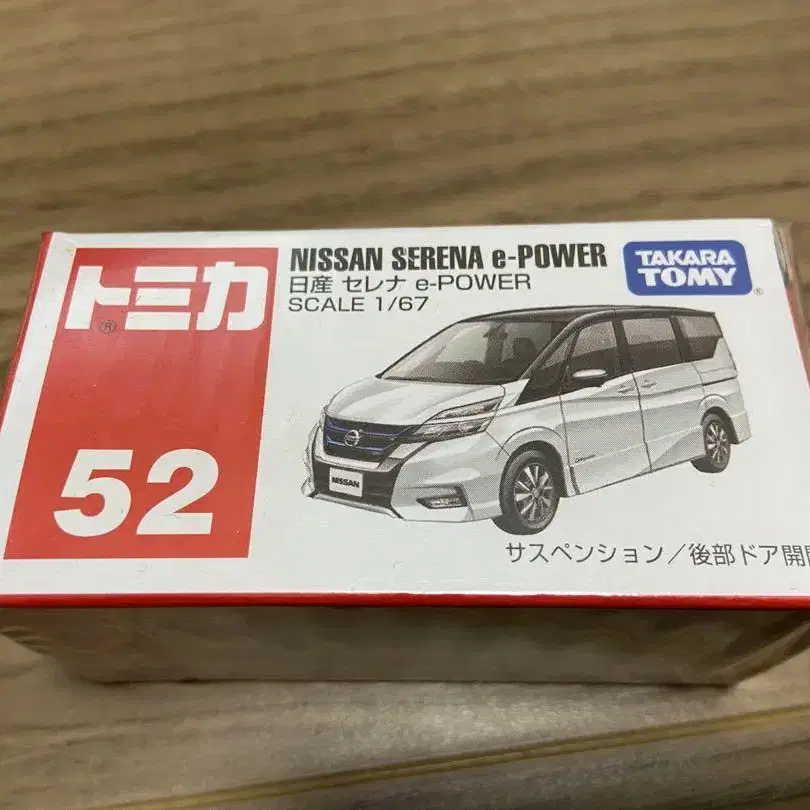 トミカ
®
52
NISSAN SERENA e-POWER
日産 セレナ e-POWER
SCALE 1/67
TAKARA
TOMY
®
NISSAN
サスペンション／後部ドア開